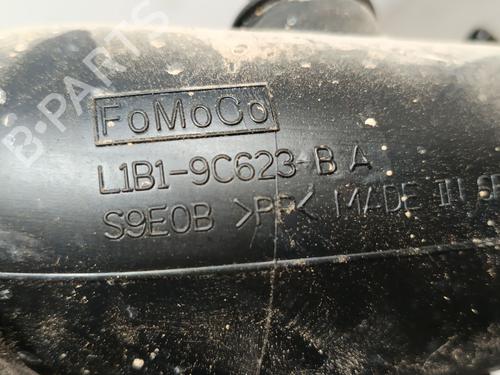 FoMoCo
L1B1-9C623-BA
S9E0B >PP< MADE IN
B-PARTS